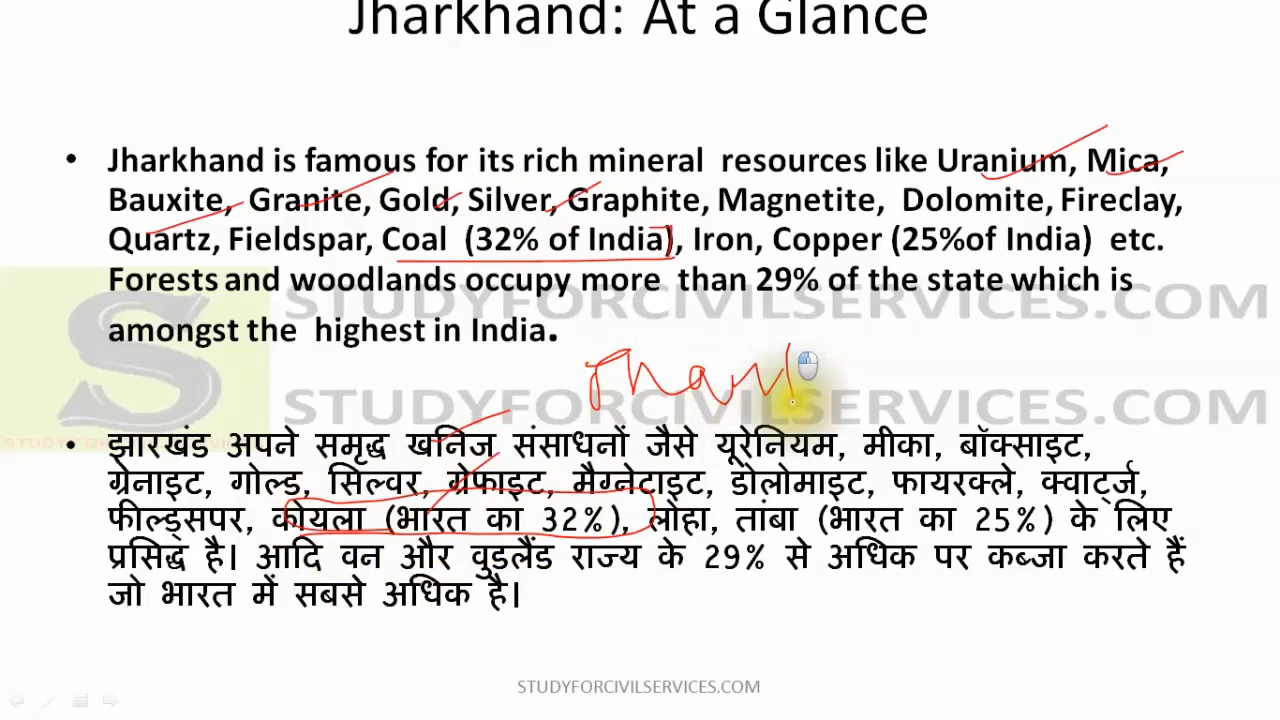 Jharkhand: At a Glance
• Jharkhand is famous for its rich mineral resources like Uranium, Mica,
Bauxite, Granite, Gold, Silver, Graphite, Magnetite, Dolomite, Fireclay,
Quartz, Fieldspar, Coal (32% of India), Iron, Copper (25%of India) etc.
Forests and woodlands occupy more than 29% of the state which is
amongst the highest in India.
STUDYFORCIVILSERVICES.COM
Jhark
STUDYFORCIVILSERVICES.COM
• झारखंड अपने समृद्ध खनिज संसाधनों जैसे यूरेनियम, मीका, बॉक्साइट,
ग्रेनाइट, गोल्ड, सिल्वर, ग्रेफाइट, मैग्नेटाइट, डोलोमाइट, फायरक्ले, क्वार्ट्ज,
फील्ड्सपर, कोयला (भारत का 32%), लोहा, तांबा (भारत का 25%) के लिए
प्रसिद्ध है। आदि वन और वुडलैंड राज्य के 29% से अधिक पर कब्जा करते हैं
जो भारत में सबसे अधिक है।
STUDYFORCIVILSERVICES.COM